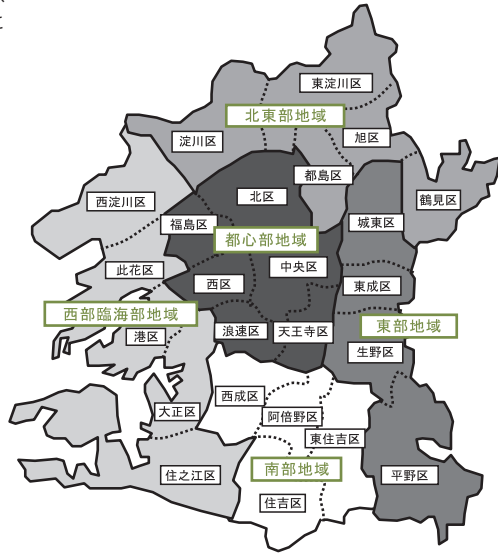 に
東淀川区
北東部地域
淀川区
旭区
都島区
鶴見区
西淀川区
北区
福島区
城東区
都心部地域
中央区
此花区
西区
東成区
西部臨海部地域
東部地域
港区
浪速区
天王寺区
生野区
西成区
大正区
阿倍野区
東住吉区
南部地域
住之江区
平野区
住吉区